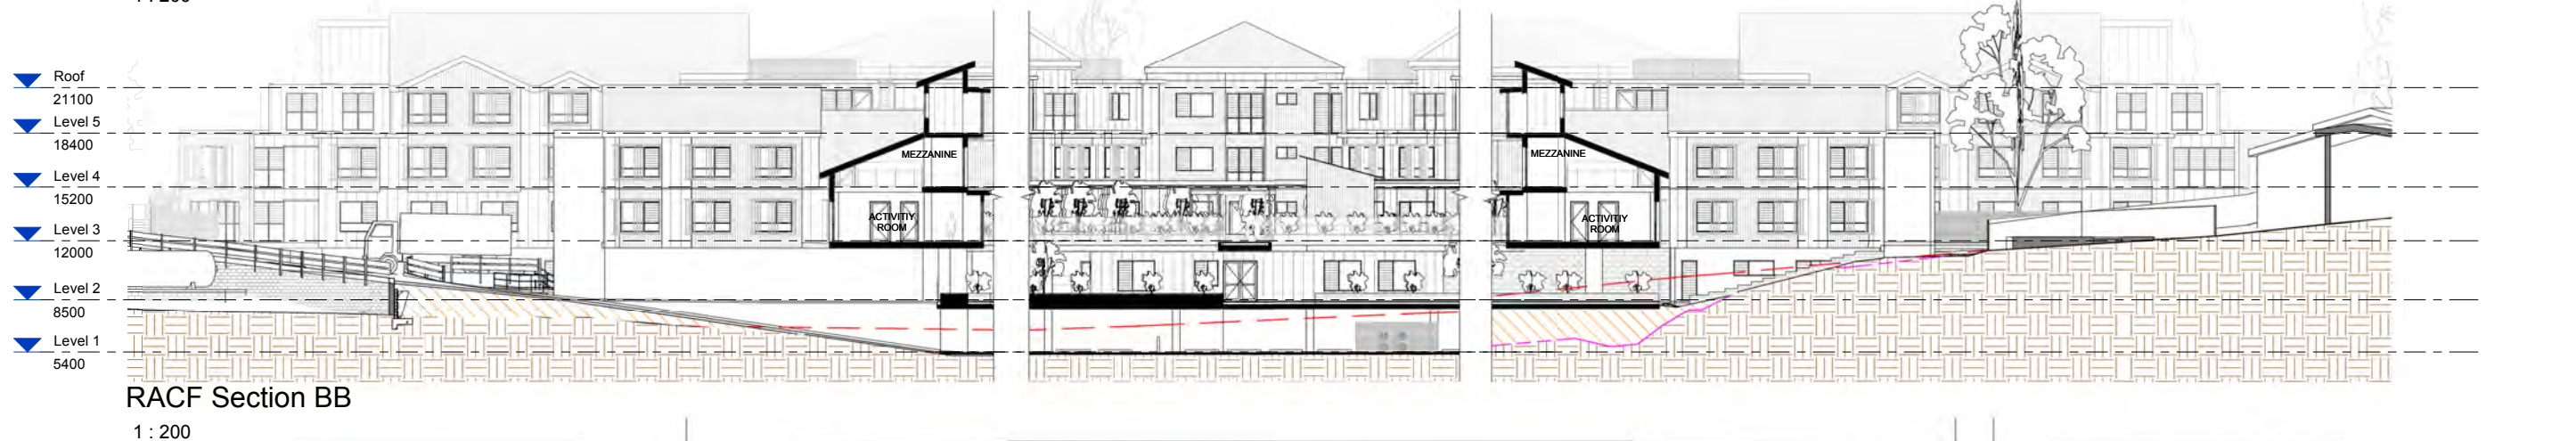 Roof
21100
Level 5
18400
MEZZANINE
MEZZANINE
Level 4
15200
ACTIVITIY
ROOM
ACTIVITIY
ROOM
Level 3
12000
Level 2
8500
Level 1
5400
RACF Section BB
1 : 200